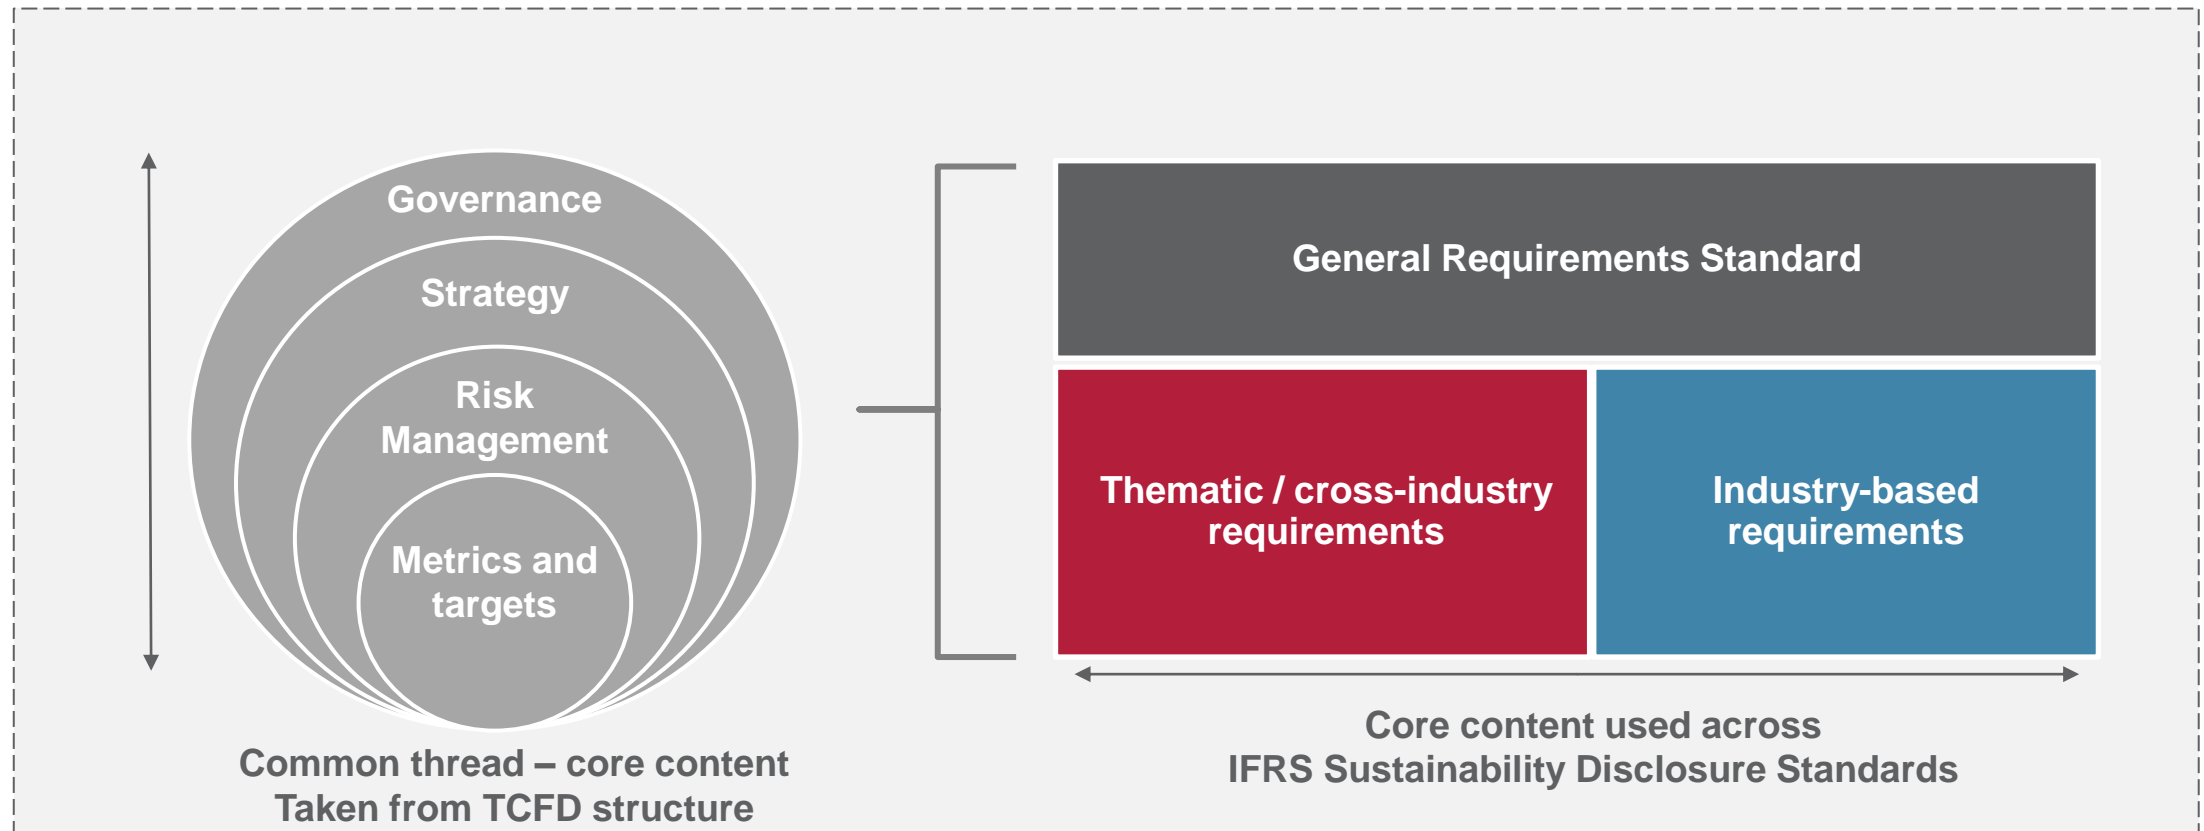 Governance
Strategy
Risk
Management
Metrics and
targets
Common thread – core content
Taken from TCFD structure
General Requirements Standard
Thematic / cross-industry
requirements
Industry-based
requirements
Core content used across
IFRS Sustainability Disclosure Standards